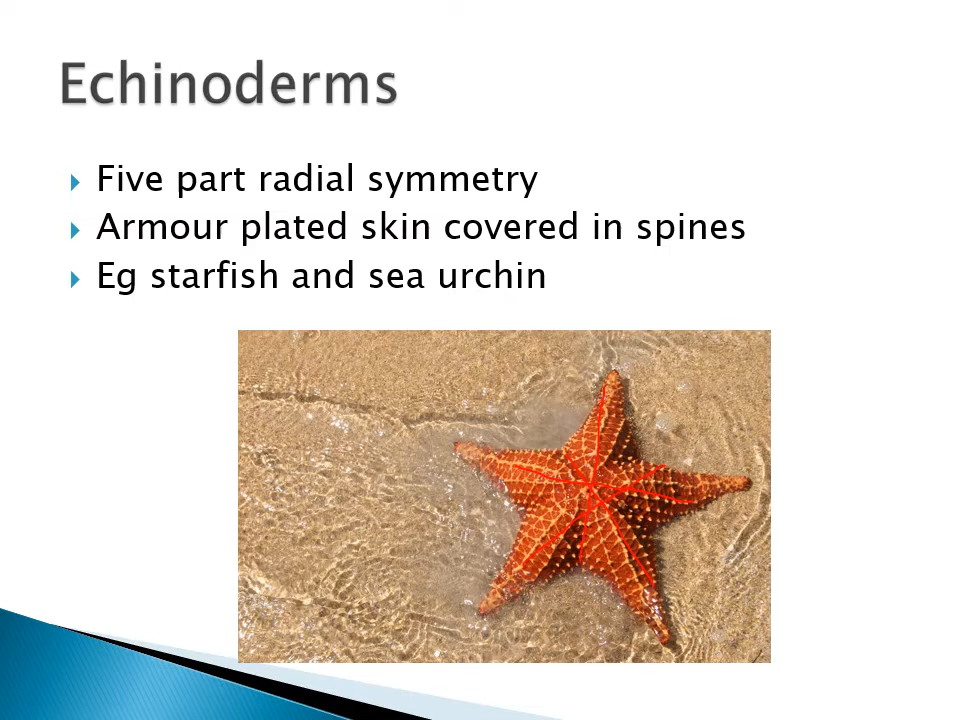 Echinoderms
Five part radial symmetry
Armour plated skin covered in spines
Eg starfish and sea urchin